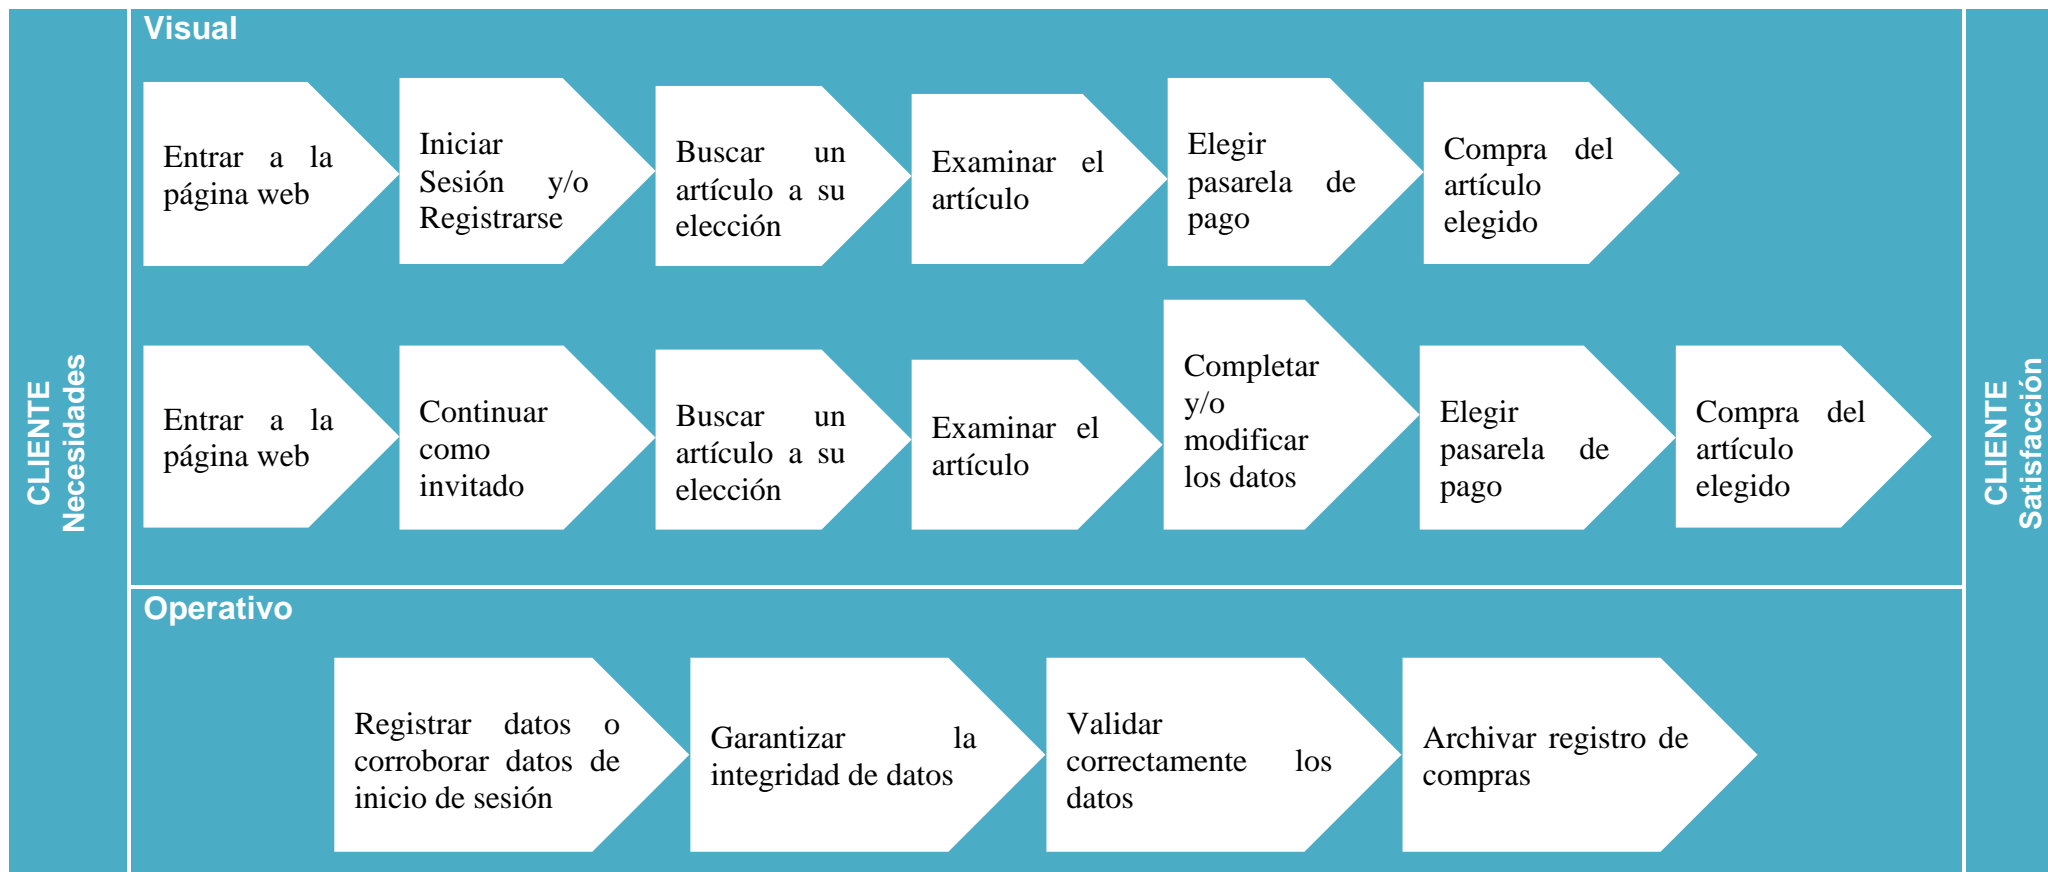 CLIENTE
Necesidades
Visual
Entrar a la
página web
Iniciar
Sesión y/o
Registrarse
Buscar un
artículo a su
elección
Examinar el
artículo
Elegir
pasarela de
pago
Compra del
artículo
elegido
Entrar a la
página web
Continuar
como
invitado
Buscar un
artículo a su
elección
Examinar el
artículo
Completar
y/o
modificar
los datos
Elegir
pasarela de
pago
Compra del
artículo
elegido
Operativo
Registrar datos o
corroborar datos de
inicio de sesión
Garantizar la
integridad de datos
Validar
correctamente los
datos
Archivar registro de
compras
CLIENTE
Satisfacción